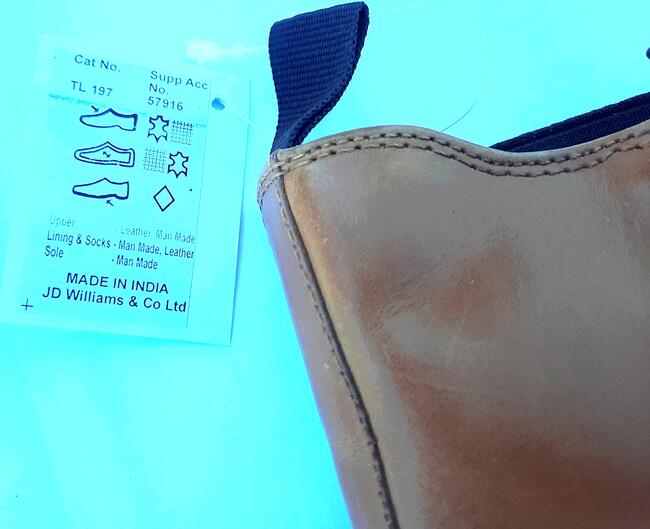 Cat No.
Supp Acc
No.
TL 197
57916
Upper - Leather, Man Made
Lining & Socks - Man Made, Leather
Sole - Man Made
MADE IN INDIA
JD Williams & Co Ltd